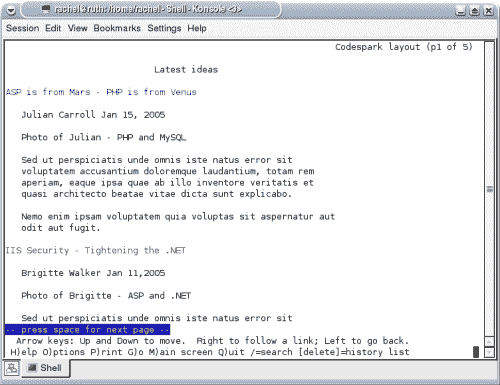 rachel@ruth: /home/rachel - Shell - Konsole <3>
Session Edit View Bookmarks Settings Help
Codespark layout (p1 of 5)
Latest ideas
ASP is from Mars - PHP is from Venus
Julian Carroll Jan 15, 2005
Photo of Julian - PHP and MySQL
Sed ut perspiciatis unde omnis iste natus error sit
voluptatem accusantium doloremque laudantium, totam rem
aperiam, eaque ipsa quae ab illo inventore veritatis et
quasi architecto beatae vitae dicta sunt explicabo.
Nemo enim ipsam voluptatem quia voluptas sit aspernatur aut
odit aut fugit.
IIS Security - Tightening the .NET
Brigitte Walker Jan 11,2005
Photo of Brigitte - ASP and .NET
Sed ut perspiciatis unde omnis iste natus error sit
-- press space for next page --
Arrow keys: Up and Down to move. Right to follow a link; Left to go back.
H)elp O)ptions P)rint G)o M)ain screen Q)uit /=search [delete]=history list
Shell